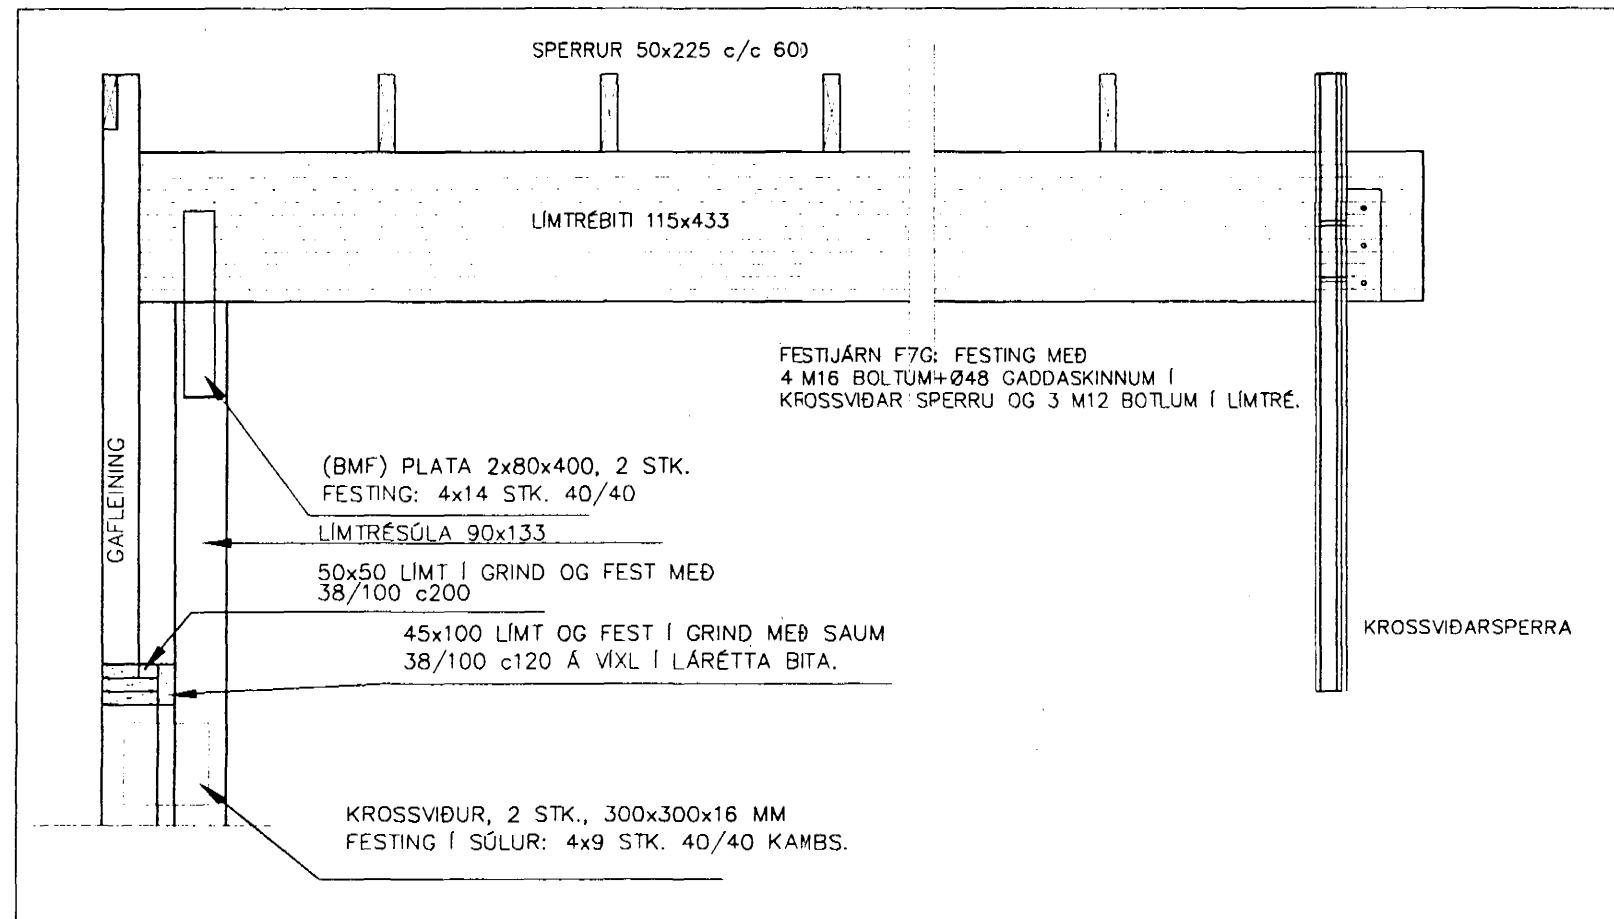 SPERRUR 50x225 c/c 600
LÍMTRÉBITI 115x433
FESTIJÁRN F7G: FESTING MEÐ
4 M16 BOLTUM+Ø48 GADDASKINNUM Í
KROSSVIÐAR SPERRU OG 3 M12 BOTLUM Í LÍMTRÉ.
GAFLEINING
(BMF) PLATA 2x80x400, 2 STK.
FESTING: 4x14 STK. 40/40
LÍMTRÉSÚLA 90x133
50x50 LÍMT Í GRIND OG FEST MEÐ
38/100 c200
45x100 LÍMT OG FEST Í GRIND MEÐ SAUM
38/100 c120 Á VÍXL Í LÁRÉTTA BITA.
KROSSVIÐARSPERRA
KROSSVIÐUR, 2 STK., 300x300x16 MM
FESTING Í SÚLUR: 4x9 STK. 40/40 KAMBS.